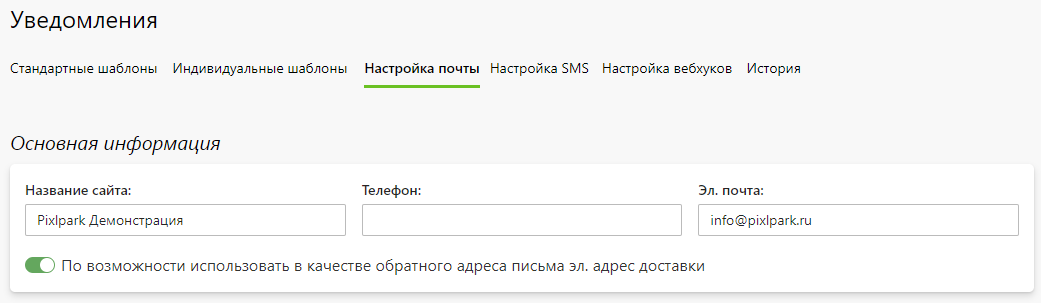 Уведомления
Стандартные шаблоны Индивидуальные шаблоны Настройка почты Настройка SMS Настройка вебхуков История
Основная информация
Название сайта: Телефон: Эл. почта:
Pixlpark Демонстрация info@pixlpark.ru
По возможности использовать в качестве обратного адреса письма эл. адрес доставки